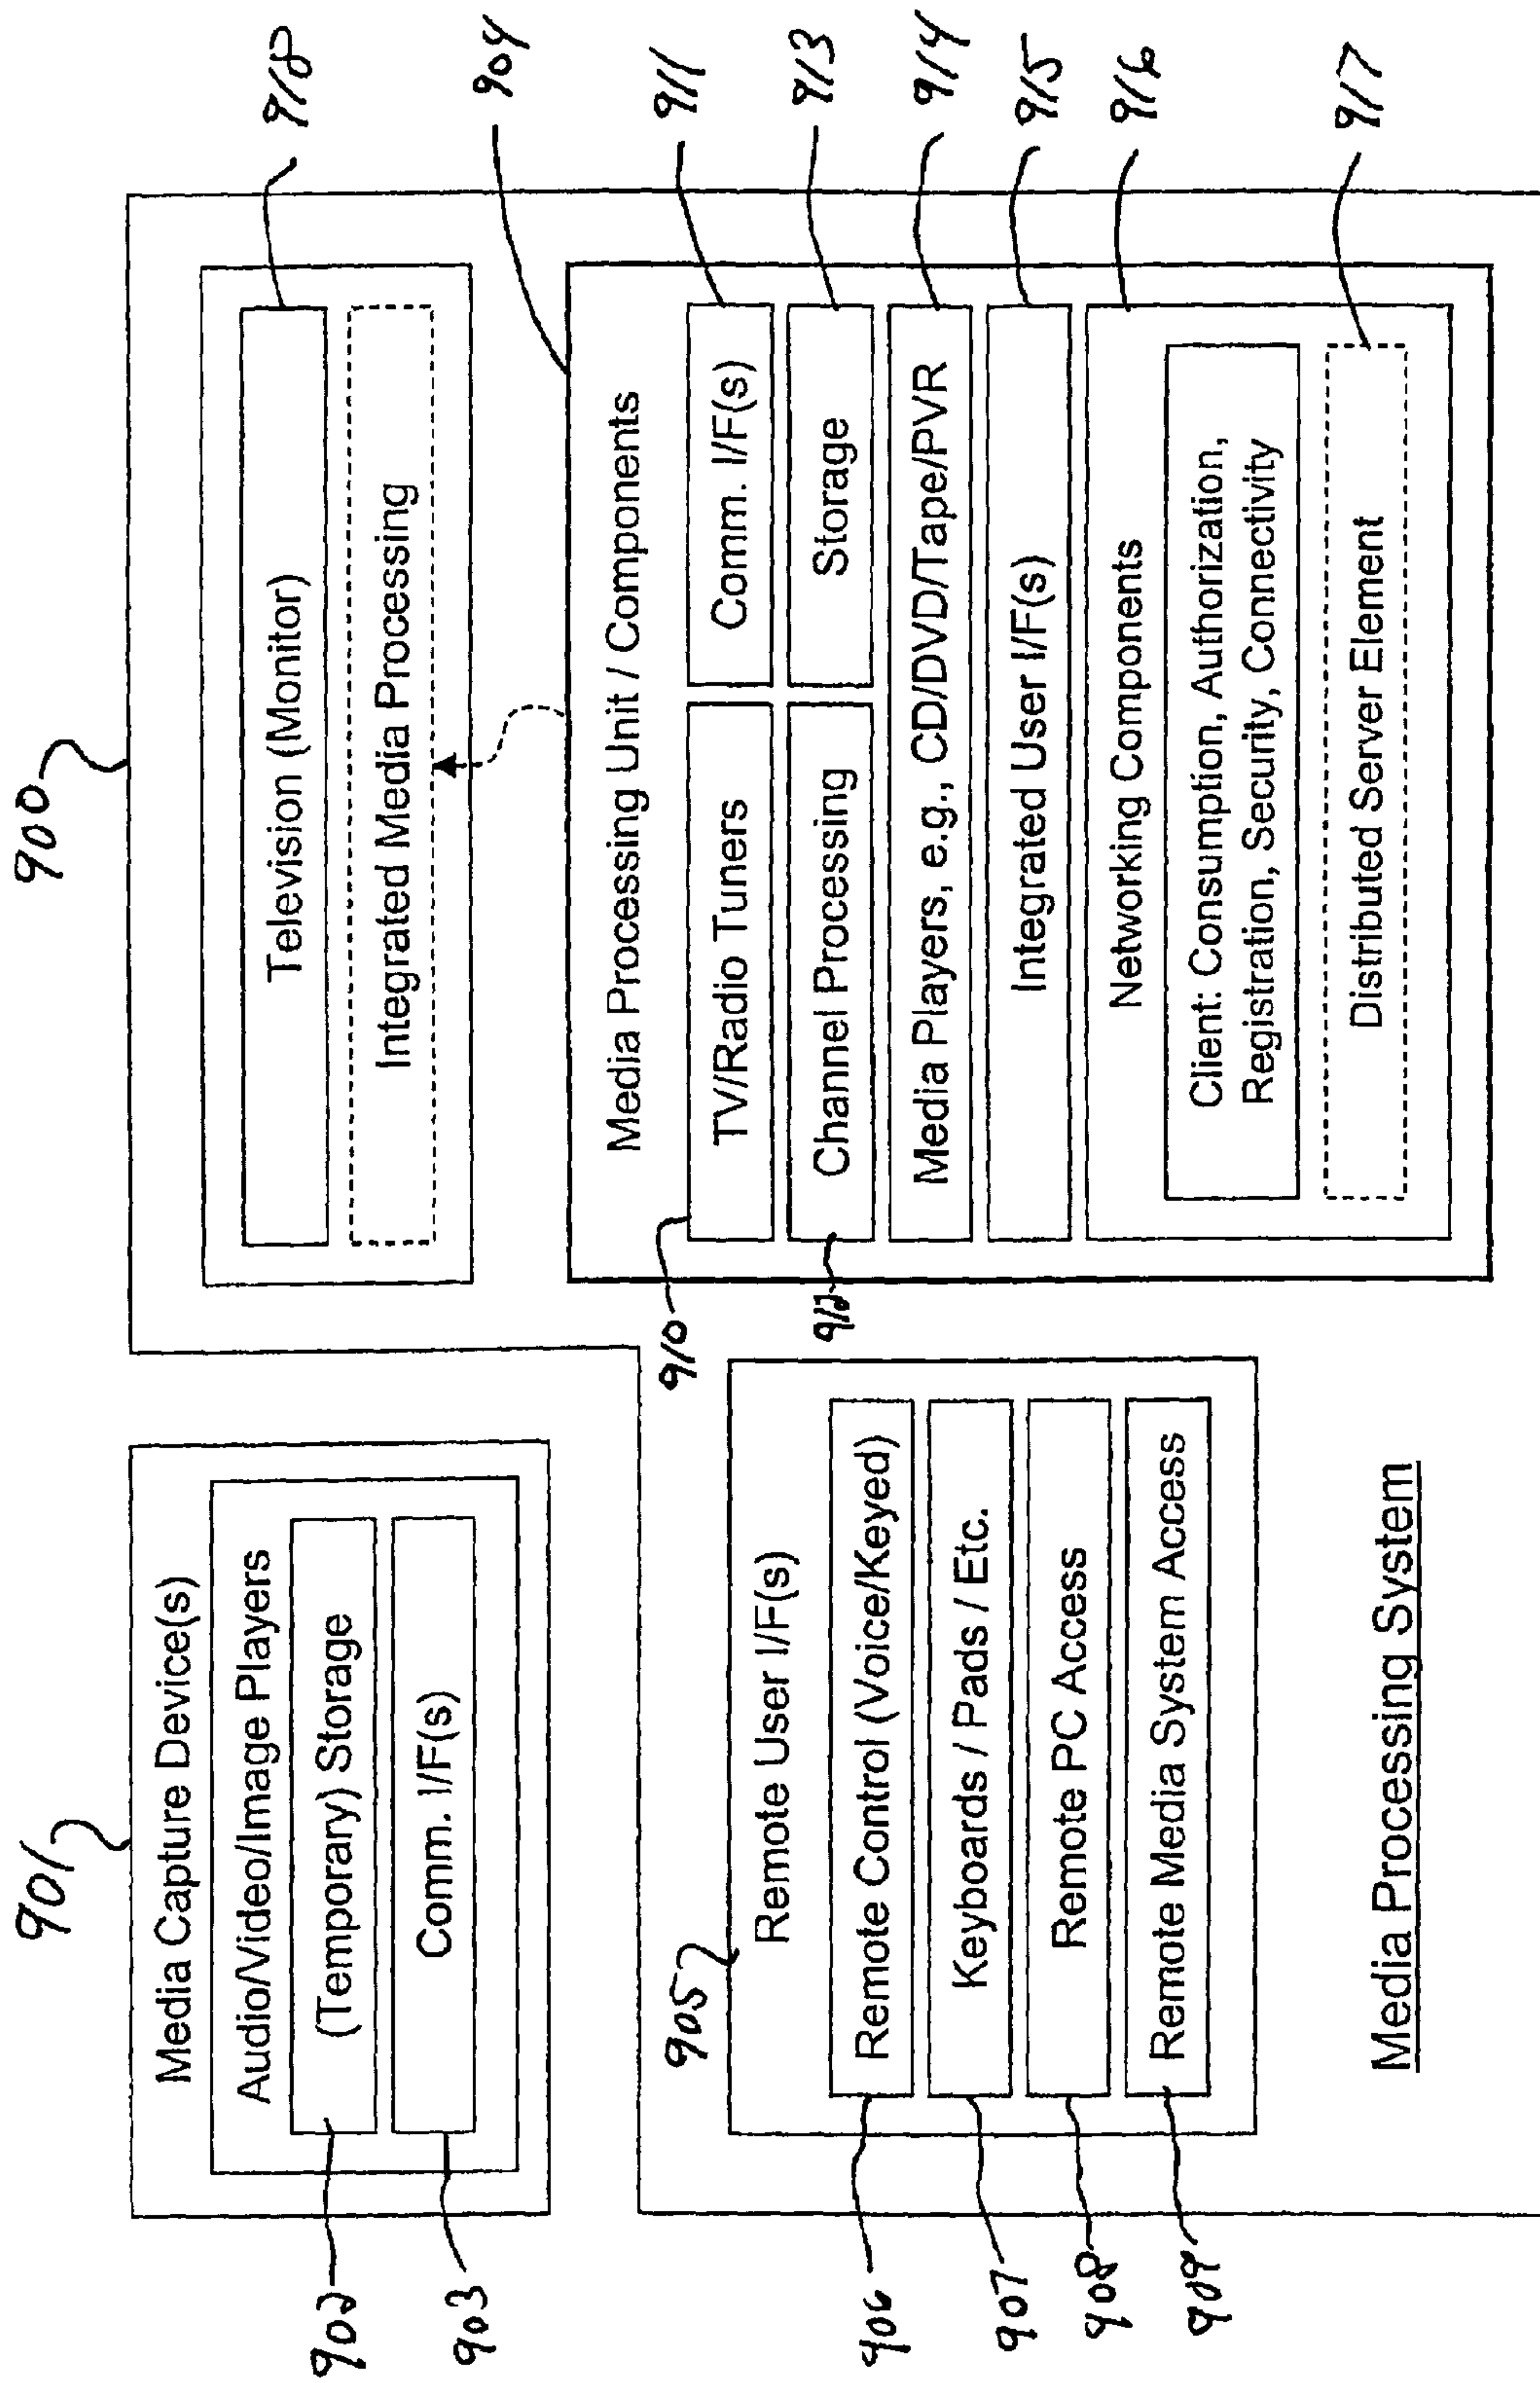 901
Media Capture Device(s)
Audio/Video/Image Players
(Temporary) Storage
Comm. I/F(s)
902
903
900
Television (Monitor)
Integrated Media Processing
918
904
Media Processing Unit / Components
TV/Radio Tuners
Comm. I/F(s)
Channel Processing
Storage
Media Players, e.g., CD/DVD/Tape/PVR
Integrated User I/F(s)
Networking Components
Client: Consumption, Authorization,
Registration, Security, Connectivity
Distributed Server Element
910
912
911
913
914
915
916
917
905
Remote User I/F(s)
Remote Control (Voice/Keyed)
Keyboards / Pads / Etc.
Remote PC Access
Remote Media System Access
906
907
908
909
Media Processing System